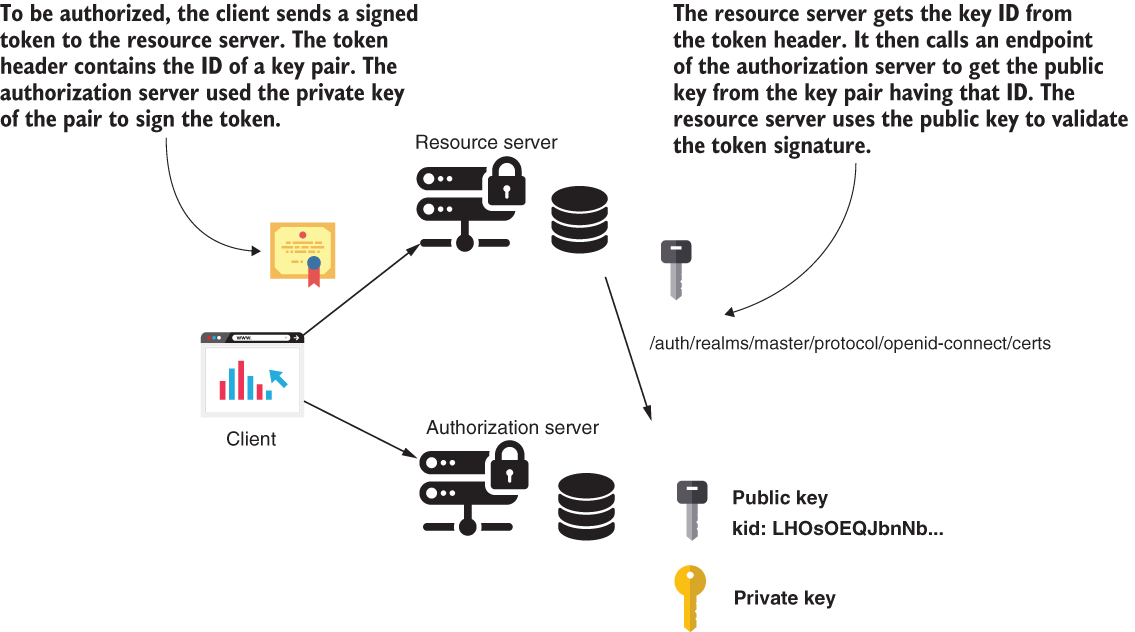 To be authorized, the client sends a signed
token to the resource server. The token
header contains the ID of a key pair. The
authorization server used the private key
of the pair to sign the token.
The resource server gets the key ID from
the token header. It then calls an endpoint
of the authorization server to get the public
key from the key pair having that ID. The
resource server uses the public key to validate
the token signature.
Resource server
www.
/auth/realms/master/protocol/openid-connect/certs
Client
Authorization server
Public key
kid: LHOsOEQJbnNb...
Private key